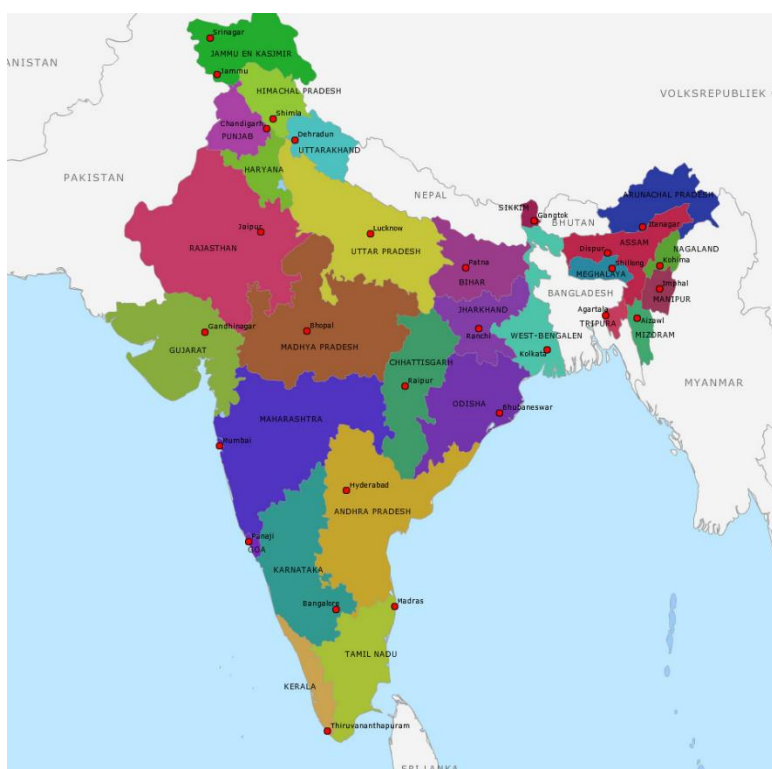 Srinagar
JAMMU EN KASJMIR
ANISTAN
Jammu
HIMACHAL PRADESH
VOLKSREPUBLIEK
Shimla
Chandigarh
PUNJAB
Dehradun
UTTARAKHAND
HARYANA
PAKISTAN
NEPAL
ARUNACHAL PRADESH
SIKKIM
Gangtok
BHUTAN
Itanagar
Jaipur
Lucknow
RAJASTHAN
UTTAR PRADESH
ASSAM
Dispur
NAGALAND
Kohima
Shillong
MEGHALAYA
Patna
BIHAR
Imphal
MANIPUR
BANGLADESH
JHARKHAND
Agartala
TRIPURA
Aizawl
MIZORAM
Gandhinagar
Bhopal
Ranchi
WEST-BENGALEN
GUJARAT
MADHYA PRADESH
Kolkata
CHHATTISGARH
Raipur
MYANMAR
ODISHA
Bhubaneswar
MAHARASHTRA
Mumbai
Hyderabad
ANDHRA PRADESH
Panaji
GOA
KARNATAKA
Bangalore
Madras
TAMIL NADU
KERALA
Thiruvananthapuram
SRI LANKA